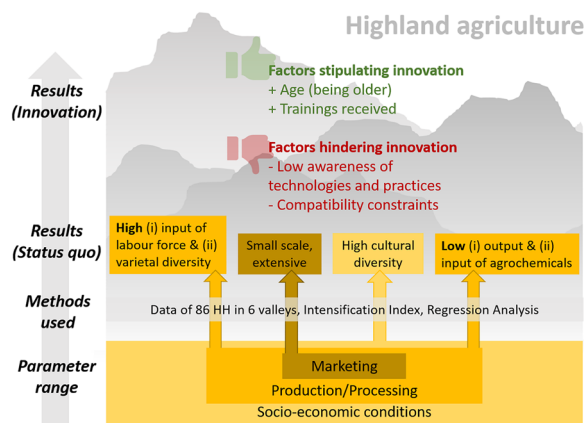 Highland agriculture
Results
(Innovation)
Factors stipulating innovation
+ Age (being older)
+ Trainings received
Factors hindering innovation
- Low awareness of
technologies and practices
- Compatibility constraints
Results
(Status quo)
High (i) input of
labour force & (ii)
varietal diversity
Small scale,
extensive
High cultural
diversity
Low (i) output & (ii)
input of agrochemicals
Methods
used
Data of 86 HH in 6 valleys, Intensification Index, Regression Analysis
Parameter
range
Marketing
Production/Processing
Socio-economic conditions